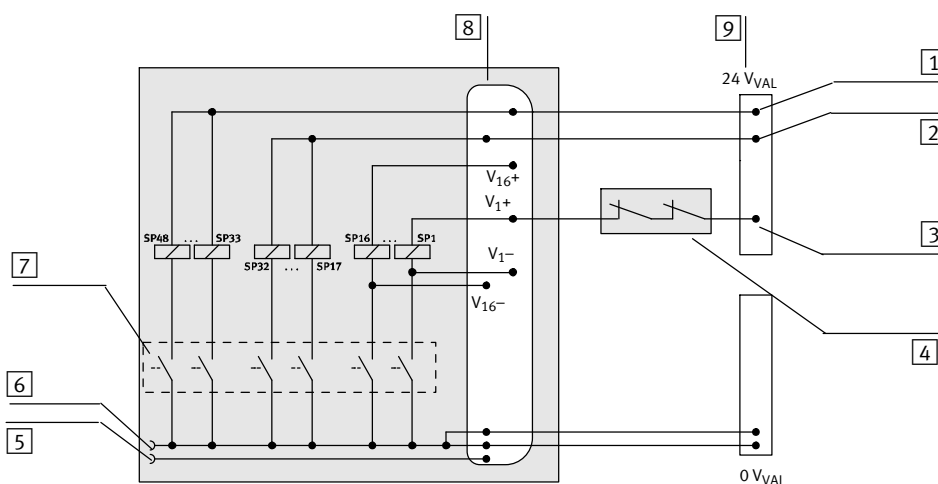 8
9
24 VVAL
1
2
V16+
V1+
SP48 ... SP33
SP16 ... SP1
SP32 ... SP17
V1–
V16–
3
7
4
6
5
0 VVAL